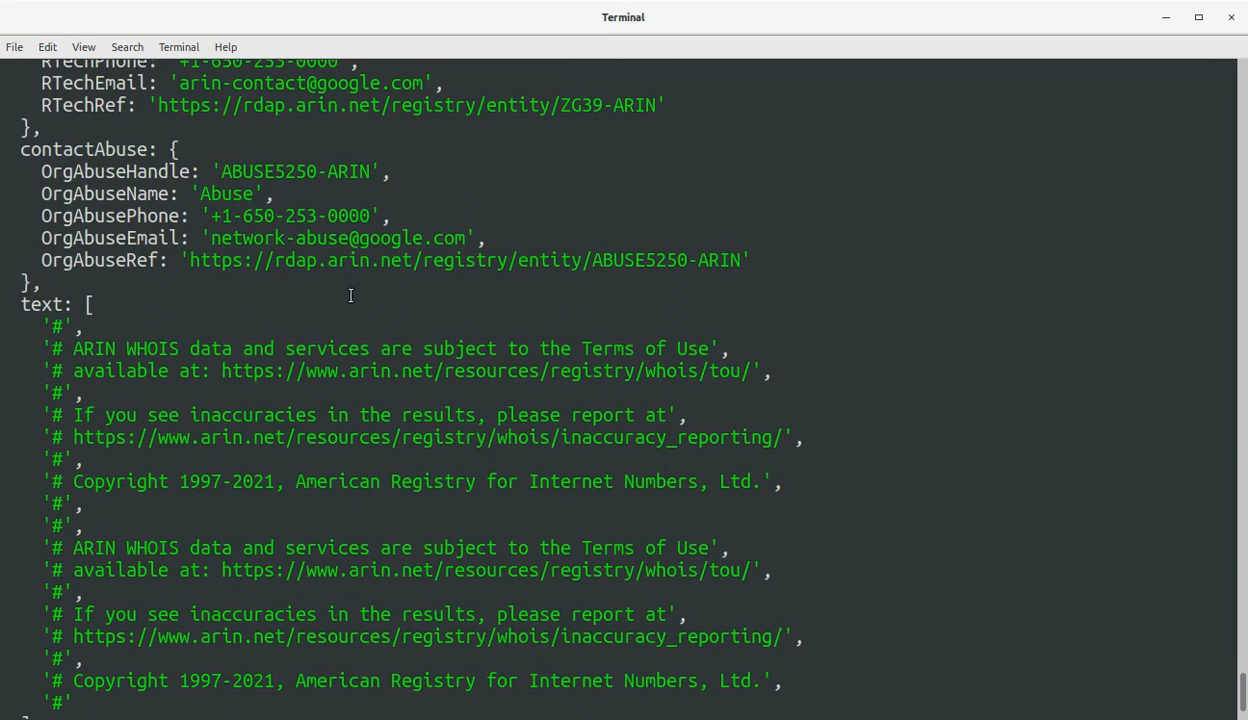 Terminal
File Edit View Search Terminal Help
RTechPhone: '+1-650-253-0000',
RTechEmail: 'arin-contact@google.com',
RTechRef: 'https://rdap.arin.net/registry/entity/ZG39-ARIN'
},
contactAbuse: {
OrgAbuseHandle: 'ABUSE5250-ARIN',
OrgAbuseName: 'Abuse',
OrgAbusePhone: '+1-650-253-0000',
OrgAbuseEmail: 'network-abuse@google.com',
OrgAbuseRef: 'https://rdap.arin.net/registry/entity/ABUSE5250-ARIN'
},
text: [
'#',
'# ARIN WHOIS data and services are subject to the Terms of Use',
'# available at: https://www.arin.net/resources/registry/whois/tou/',
'#',
'# If you see inaccuracies in the results, please report at',
'# https://www.arin.net/resources/registry/whois/inaccuracy_reporting/',
'#',
'# Copyright 1997-2021, American Registry for Internet Numbers, Ltd.',
'#',
'#',
'# ARIN WHOIS data and services are subject to the Terms of Use',
'# available at: https://www.arin.net/resources/registry/whois/tou/',
'#',
'# If you see inaccuracies in the results, please report at',
'# https://www.arin.net/resources/registry/whois/inaccuracy_reporting/',
'#',
'# Copyright 1997-2021, American Registry for Internet Numbers, Ltd.',
'#'